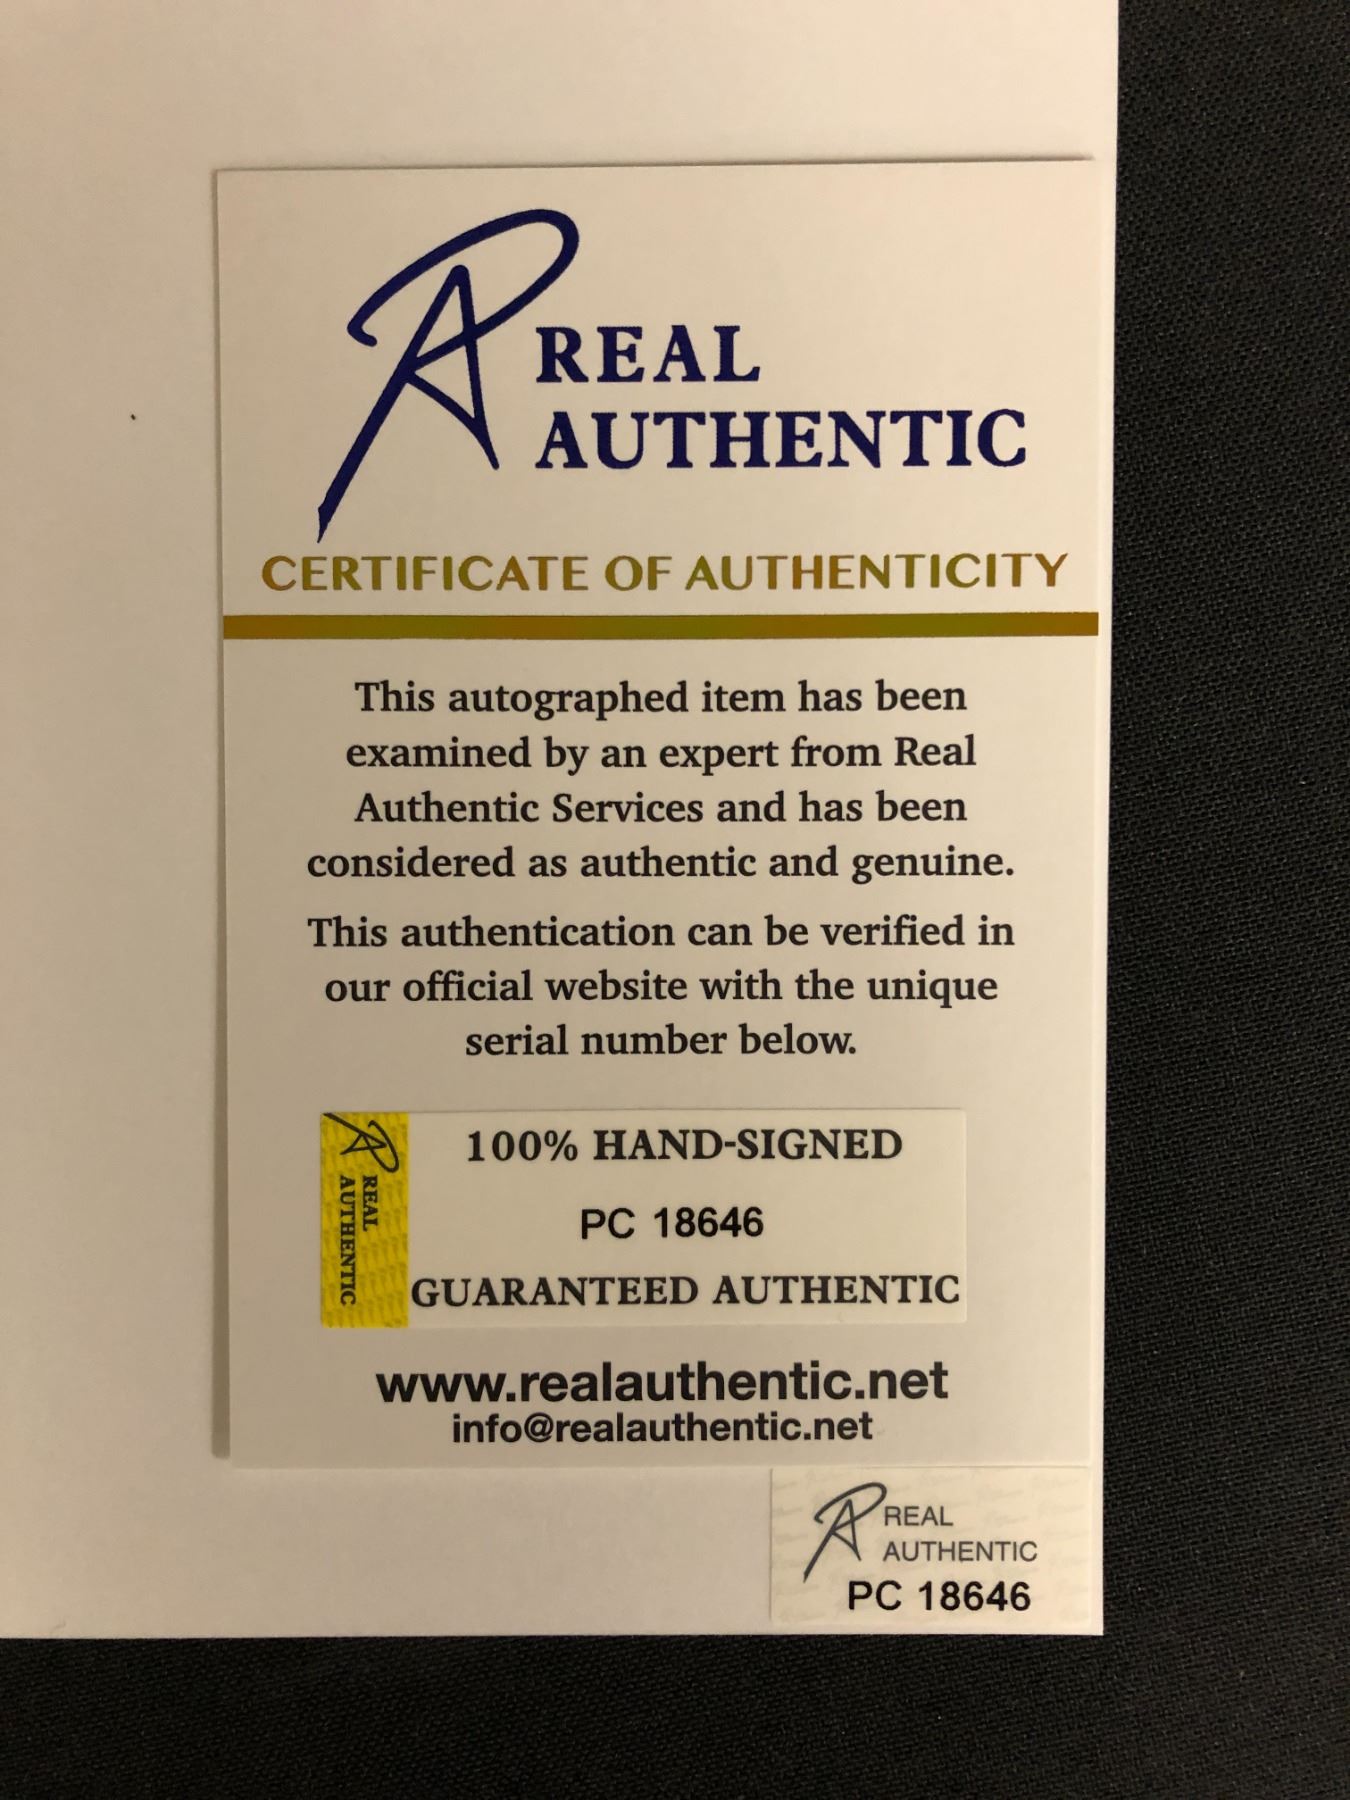 REAL
AUTHENTIC
CERTIFICATE OF AUTHENTICITY
This autographed item has been
examined by an expert from Real
Authentic Services and has been
considered as authentic and genuine.
This authentication can be verified in
our official website with the unique
serial number below.
REAL
AUTHENTIC
100% HAND-SIGNED
PC 18646
GUARANTEED AUTHENTIC
www.realauthentic.net
info@realauthentic.net
REAL
AUTHENTIC
PC 18646